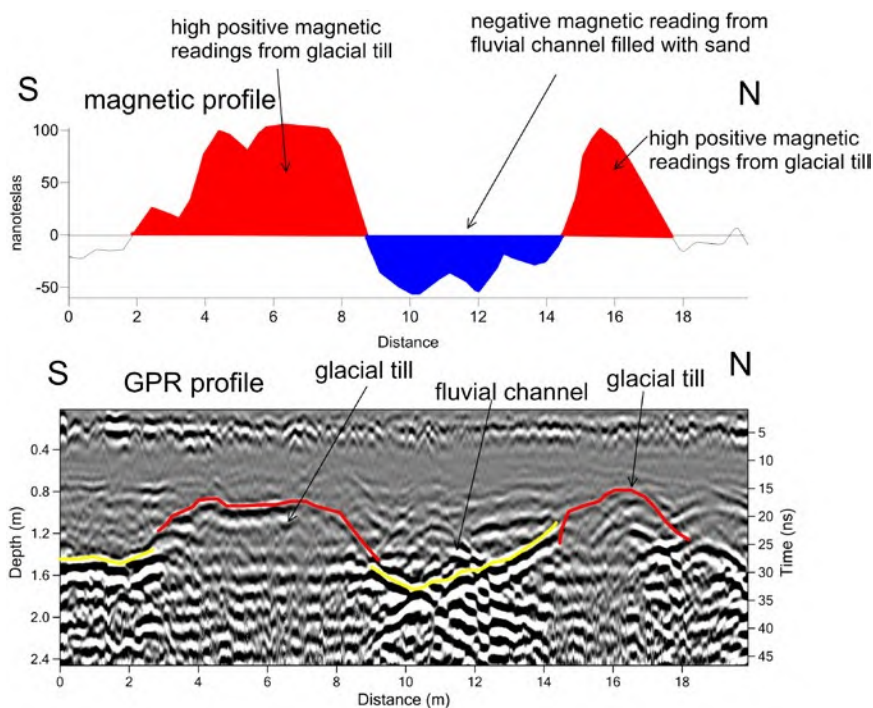 high positive magnetic
readings from glacial till
negative magnetic reading from
fluvial channel filled with sand
S
N
magnetic profile
high positive magnetic
readings from glacial till
nanoteslas
100
50
0
-50
0 2 4 6 8 10 12 14 16 18
Distance
S
N
GPR profile
glacial till
fluvial channel
glacial till
Depth (m)
0.4
0.8
1.2
1.6
2.0
2.4
Time (ns)
5
10
15
20
25
30
35
40
45
0 2 4 6 8 10 12 14 16 18
Distance (m)